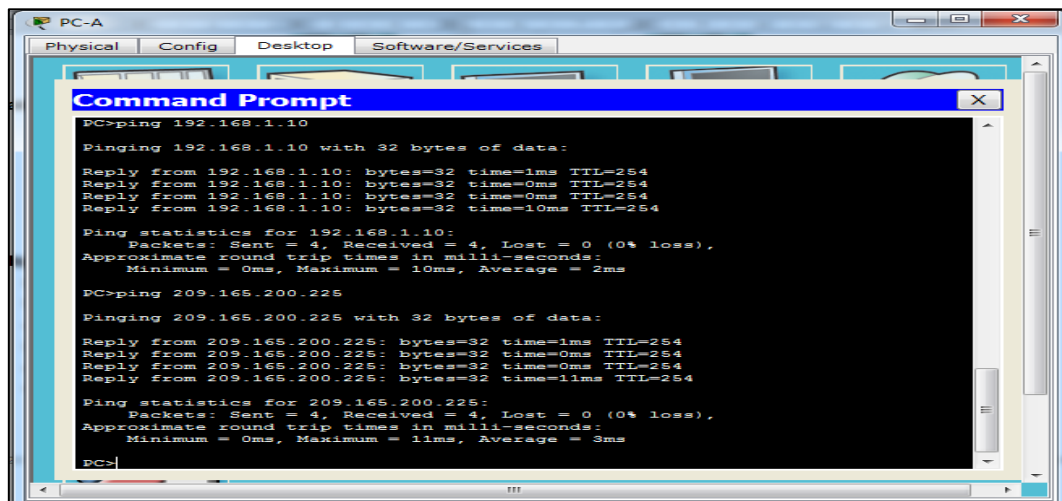 PC-A
Physical Config Desktop Software/Services
Command Prompt
X
PC>ping 192.168.1.10
Pinging 192.168.1.10 with 32 bytes of data:
Reply from 192.168.1.10: bytes=32 time=1ms TTL=254
Reply from 192.168.1.10: bytes=32 time=0ms TTL=254
Reply from 192.168.1.10: bytes=32 time=0ms TTL=254
Reply from 192.168.1.10: bytes=32 time=10ms TTL=254
Ping statistics for 192.168.1.10:
Packets: Sent = 4, Received = 4, Lost = 0 (0% loss),
Approximate round trip times in milli-seconds:
Minimum = 0ms, Maximum = 10ms, Average = 2ms
PC>ping 209.165.200.225
Pinging 209.165.200.225 with 32 bytes of data:
Reply from 209.165.200.225: bytes=32 time=1ms TTL=254
Reply from 209.165.200.225: bytes=32 time=0ms TTL=254
Reply from 209.165.200.225: bytes=32 time=0ms TTL=254
Reply from 209.165.200.225: bytes=32 time=11ms TTL=254
Ping statistics for 209.165.200.225:
Packets: Sent = 4, Received = 4, Lost = 0 (0% loss),
Approximate round trip times in milli-seconds:
Minimum = 0ms, Maximum = 11ms, Average = 3ms
PC>